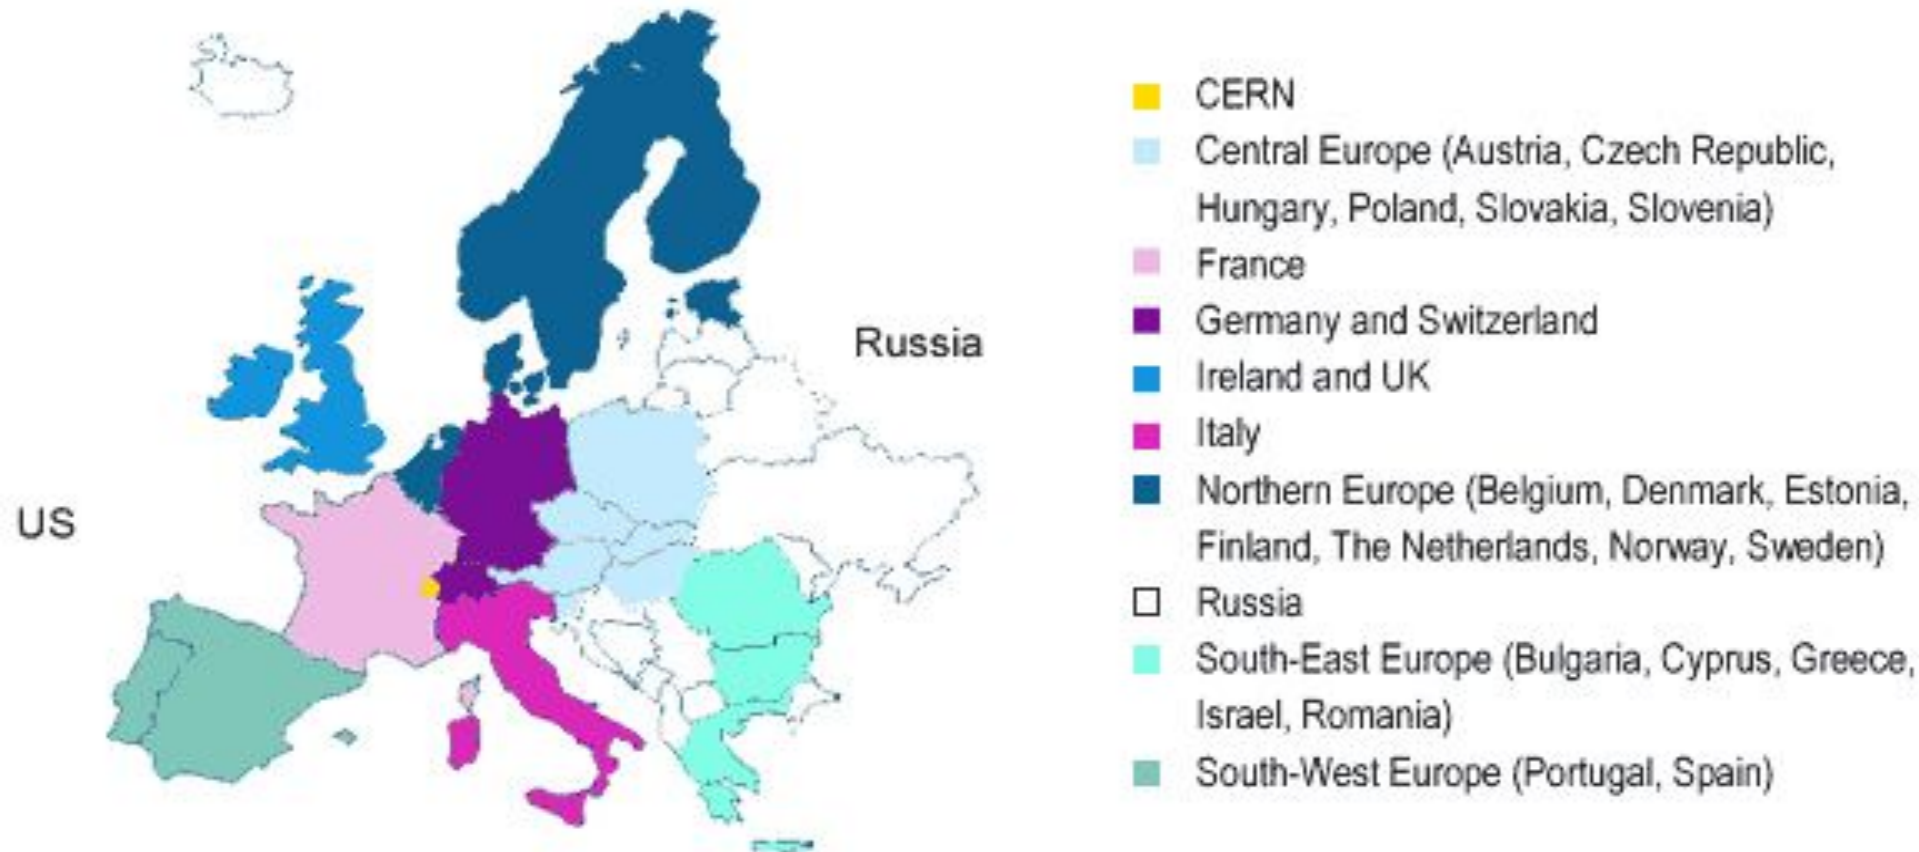 Russia
US
CERN
Central Europe (Austria, Czech Republic,
Hungary, Poland, Slovakia, Slovenia)
France
Germany and Switzerland
Ireland and UK
Italy
Northern Europe (Belgium, Denmark, Estonia,
Finland, The Netherlands, Norway, Sweden)
Russia
South-East Europe (Bulgaria, Cyprus, Greece,
Israel, Romania)
South-West Europe (Portugal, Spain)